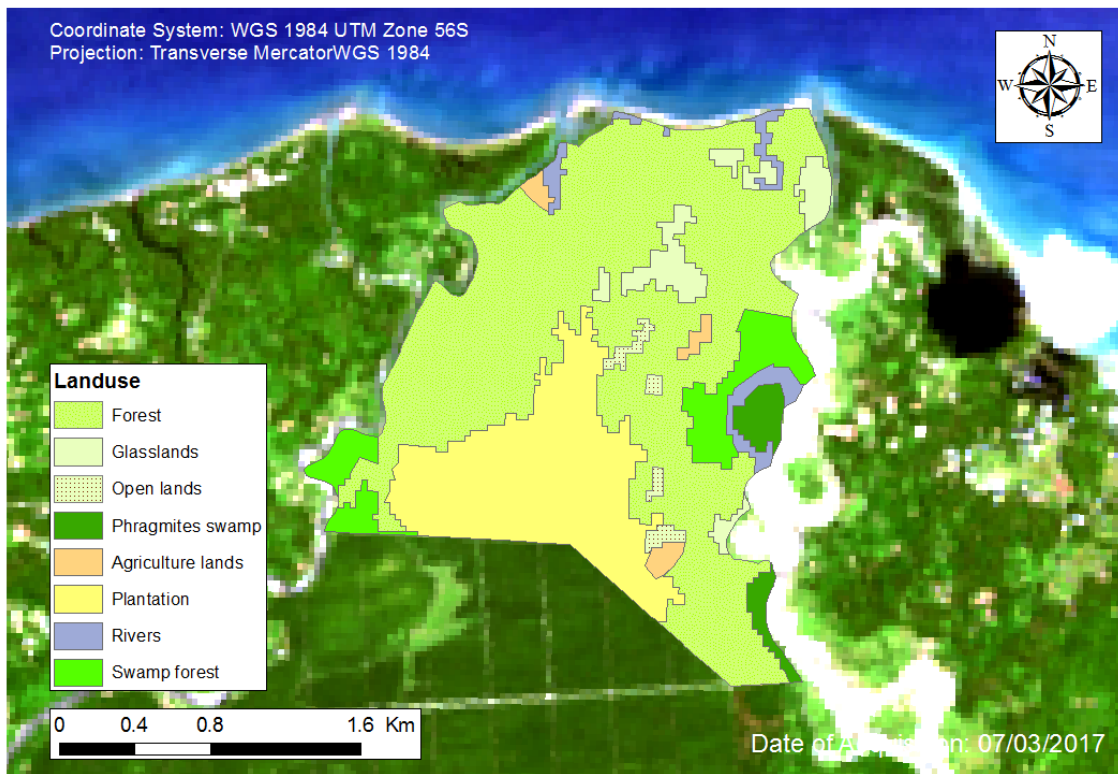 Coordinate System: WGS 1984 UTM Zone 56S
Projection: Transverse MercatorWGS 1984
N
W E
S
Landuse
Forest
Glasslands
Open lands
Phragmites swamp
Agriculture lands
Plantation
Rivers
Swamp forest
0 0.4 0.8 1.6 Km
Date of 07/03/2017